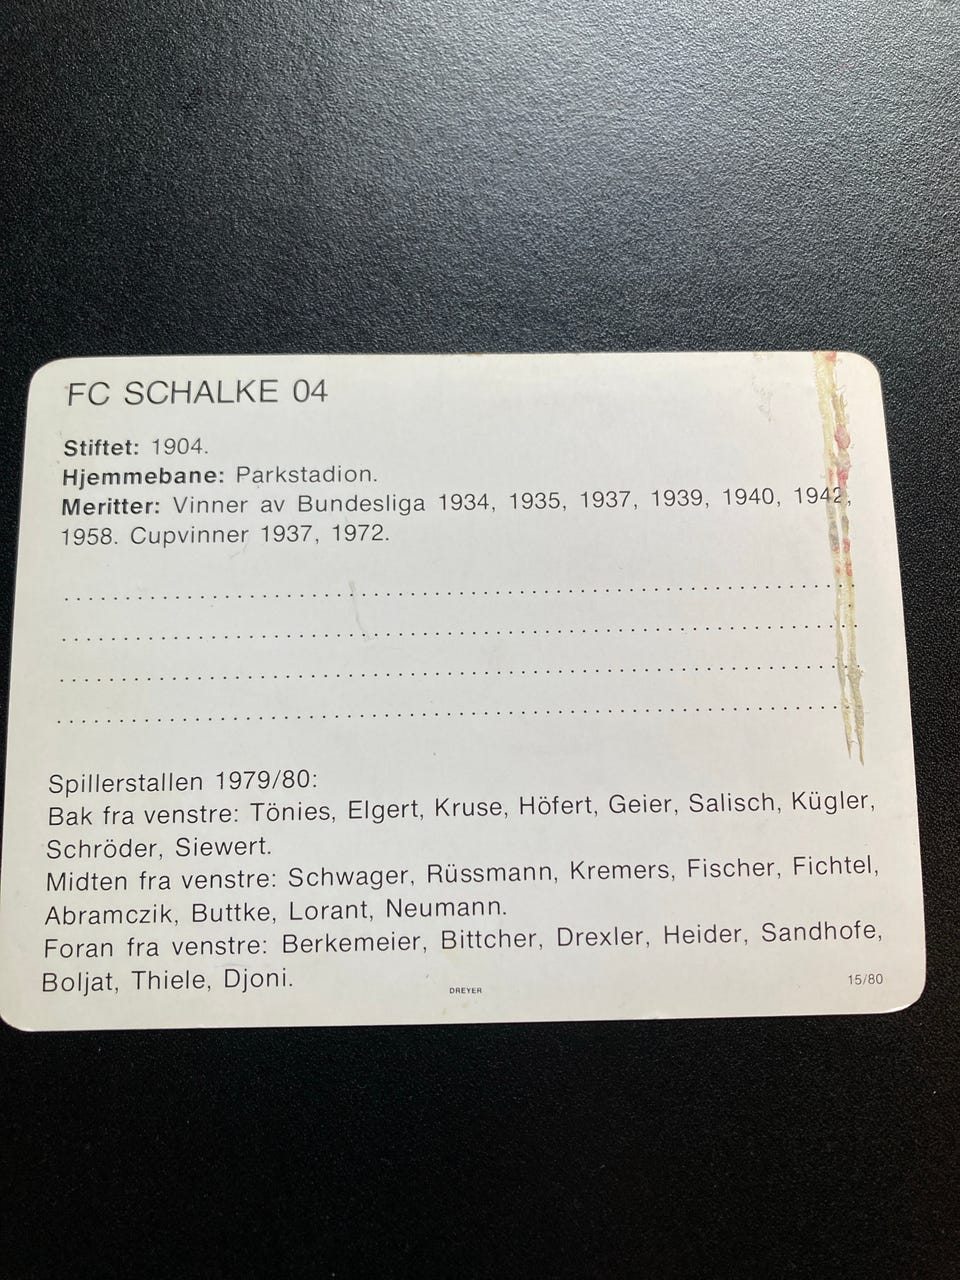 FC SCHALKE 04
Stiftet: 1904.
Hjemmebane: Parkstadion.
Meritter: Vinner av Bundesliga 1934, 1935, 1937, 1939, 1940, 1942,
1958. Cupvinner 1937, 1972.
Spillerstallen 1979/80:
Bak fra venstre: Tönies, Elgert, Kruse, Höfert, Geier, Salisch, Kügler,
Schröder, Siewert.
Midten fra venstre: Schwager, Rüssmann, Kremers, Fischer, Fichtel,
Abramczik, Buttke, Lorant, Neumann.
Foran fra venstre: Berkemeier, Bittcher, Drexler, Heider, Sandhofe,
Boljat, Thiele, Djoni.
DREYER
15/80